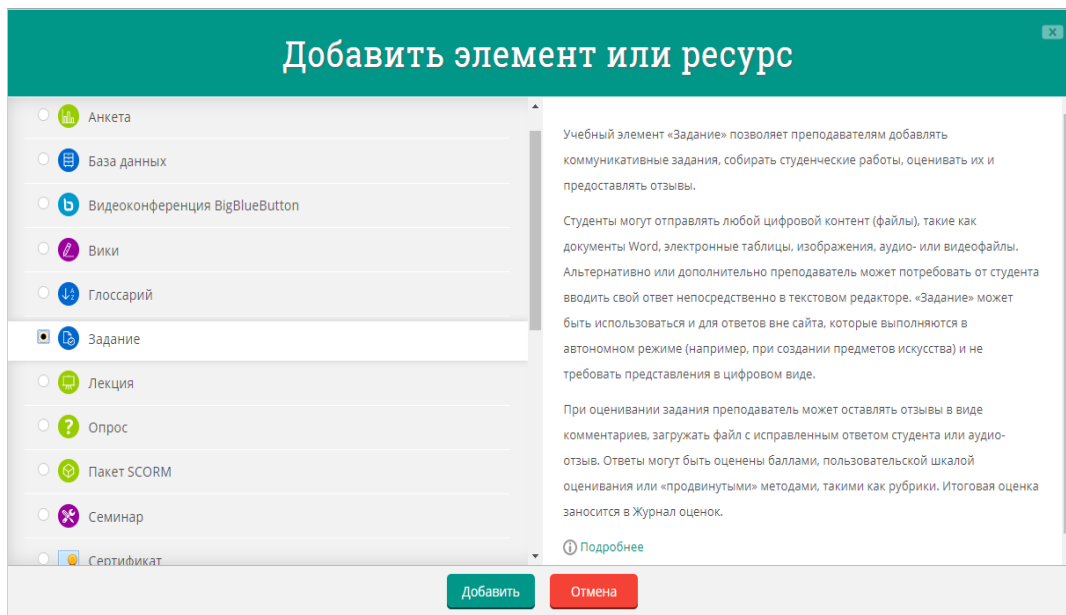 Добавить элемент или ресурс
x
Анкета
База данных
Видеоконференция BigBlueButton
Вики
Глоссарий
Задание
Лекция
Опрос
Пакет SCORM
Семинар
Сертификат
Учебный элемент «Задание» позволяет преподавателям добавлять
коммуникативные задания, собирать студенческие работы, оценивать их и
предоставлять отзывы.
Студенты могут отправлять любой цифровой контент (файлы), такие как
документы Word, электронные таблицы, изображения, аудио- или видеофайлы.
Альтернативно или дополнительно преподаватель может потребовать от студента
вводить свой ответ непосредственно в текстовом редакторе. «Задание» может
быть использоваться и для ответов вне сайта, которые выполняются в
автономном режиме (например, при создании предметов искусства) и не
требовать представления в цифровом виде.
При оценивании задания преподаватель может оставлять отзывы в виде
комментариев, загружать файл с исправленным ответом студента или аудио-
отзыв. Ответы могут быть оценены баллами, пользовательской шкалой
оценивания или «продвинутыми» методами, такими как рубрики. Итоговая оценка
заносится в Журнал оценок.
Подробнее
Добавить
Отмена